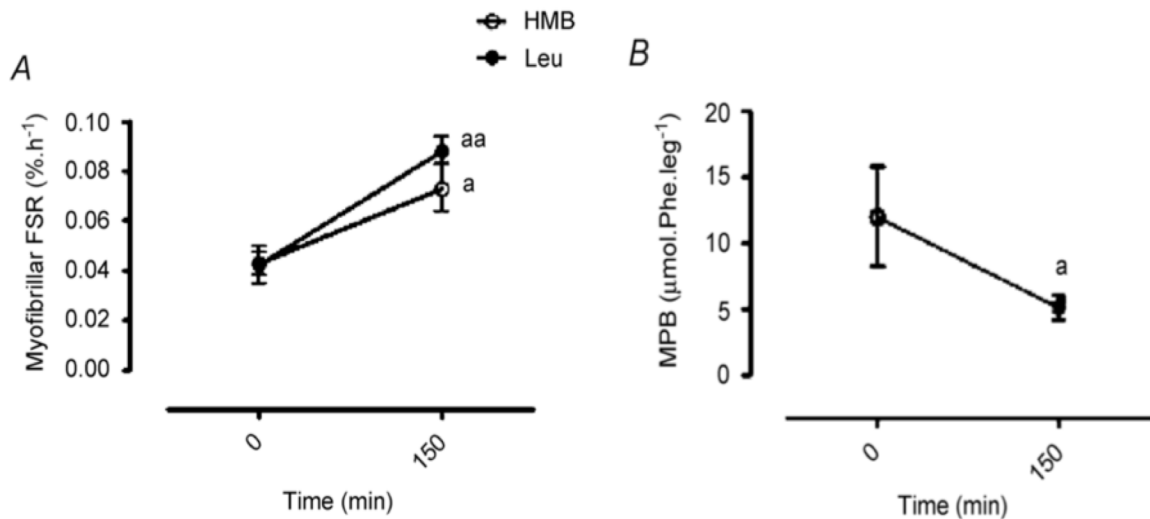 HMB
Leu
A
Myofibrillar FSR (%.h⁻¹)
0.10
0.08
0.06
0.04
0.02
0.00
aa
a
0
150
Time (min)
B
MPB (μmol.Phe.leg⁻¹)
20
15
10
5
0
a
0
150
Time (min)